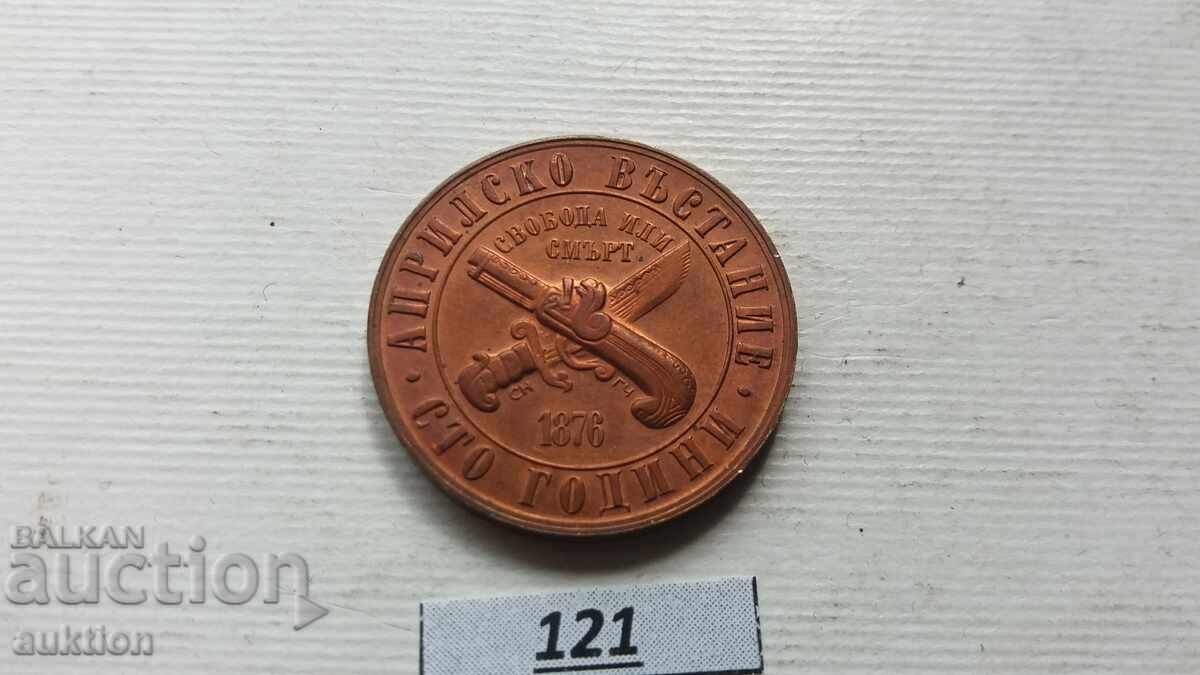 · АПРИЛСКО ВЪСТАНИЕ ·
СТО ГОДИНИ
СВОБОДА ИЛИ
СМЪРТ.
СН
ГЧ
1876
BALKAN
auction
auktion
121